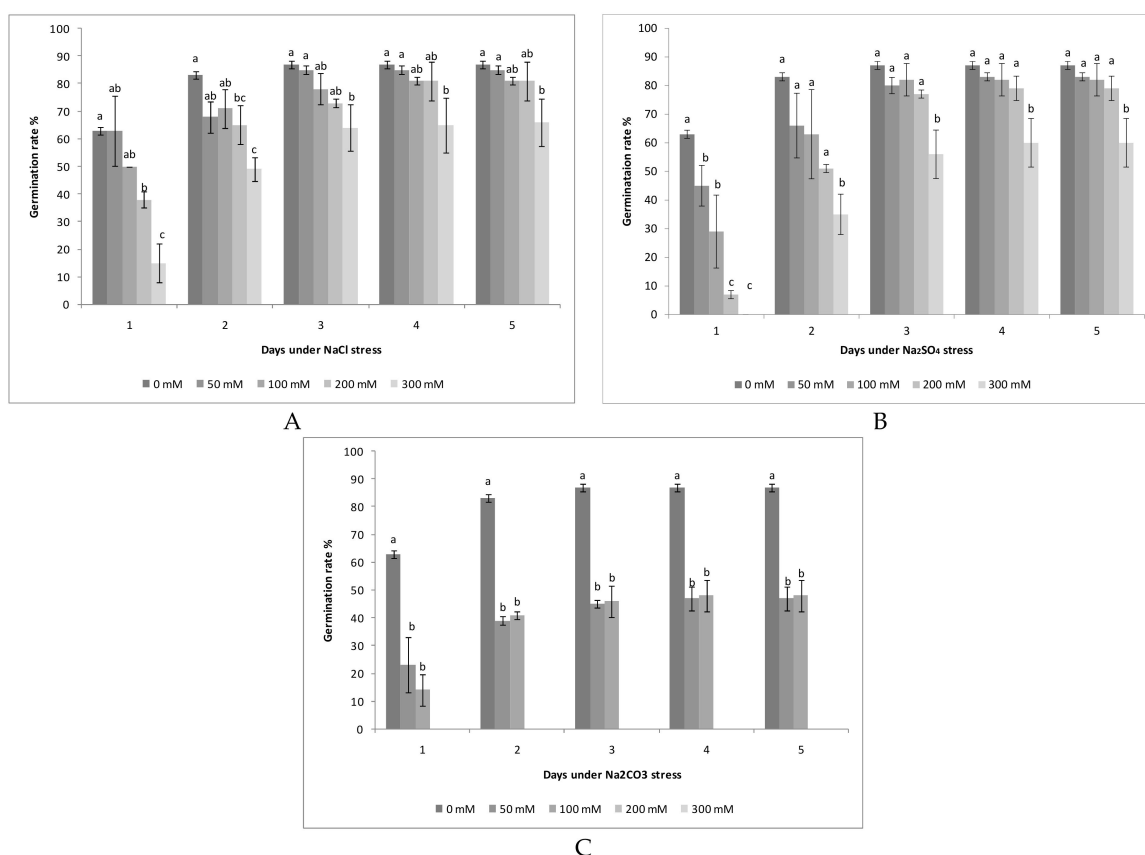 100
90
80
70
60
50
40
30
20
10
0
Germination rate %
a ab ab b c
a ab ab bc c
a a ab ab b
a a ab ab b
a a ab ab b
1 2 3 4 5
Days under NaCl stress
0 mM 50 mM 100 mM 200 mM 300 mM
A
100
90
80
70
60
50
40
30
20
10
0
Germinataion rate %
a b b c c
a a a a b
a a a a b
a a a a b
a a a a b
1 2 3 4 5
Days under Na₂SO₄ stress
0 mM 50 mM 100 mM 200 mM 300 mM
B
100
90
80
70
60
50
40
30
20
10
0
Germination rate %
a b b
a b b
a b b
a b b
a b b
1 2 3 4 5
Days under Na2CO3 stress
0 mM 50 mM 100 mM 200 mM 300 mM
C